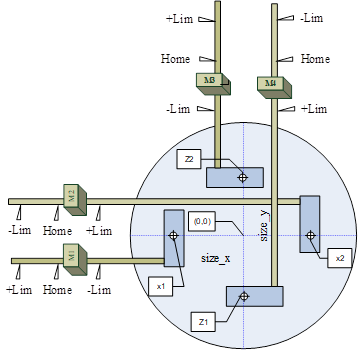 +Lim
-Lim
Home
Home
M3
M4
-Lim
+Lim
Z2
M2
(0,0)
size_y
-Lim
Home
+Lim
M1
size_x
x2
+Lim
Home
-Lim
x1
Z1